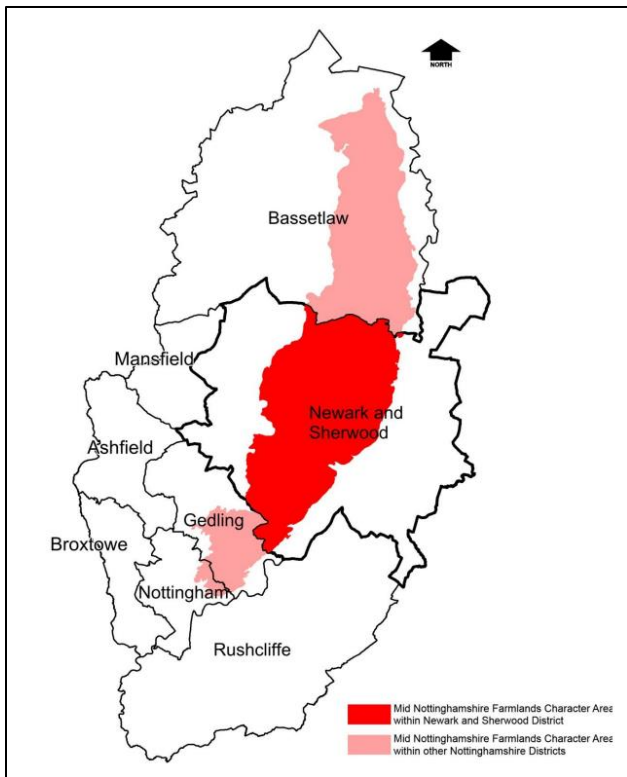 NORTH
Bassetlaw
Mansfield
Newark and
Sherwood
Ashfield
Gedling
Broxtowe
Nottingham
Rushcliffe
Mid Nottinghamshire Farmlands Character Area
within Newark and Sherwood District
Mid Nottinghamshire Farmlands Character Area
within other Nottinghamshire Districts